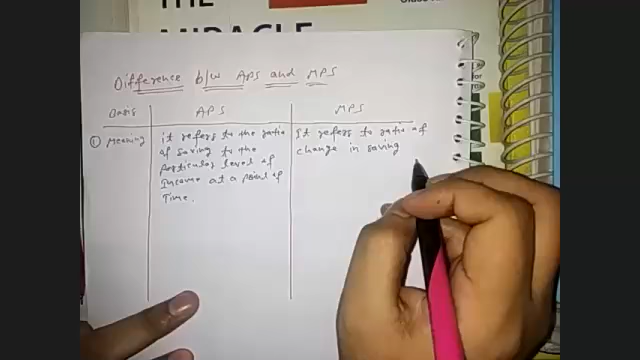 THE
MIRACLE
Difference b/w APS and MPS
Basis APS MPS
① Meaning
it refers to the ratio
of saving to the
particular level of
Income at a point of
Time.
It refers to ratio of
change in saving